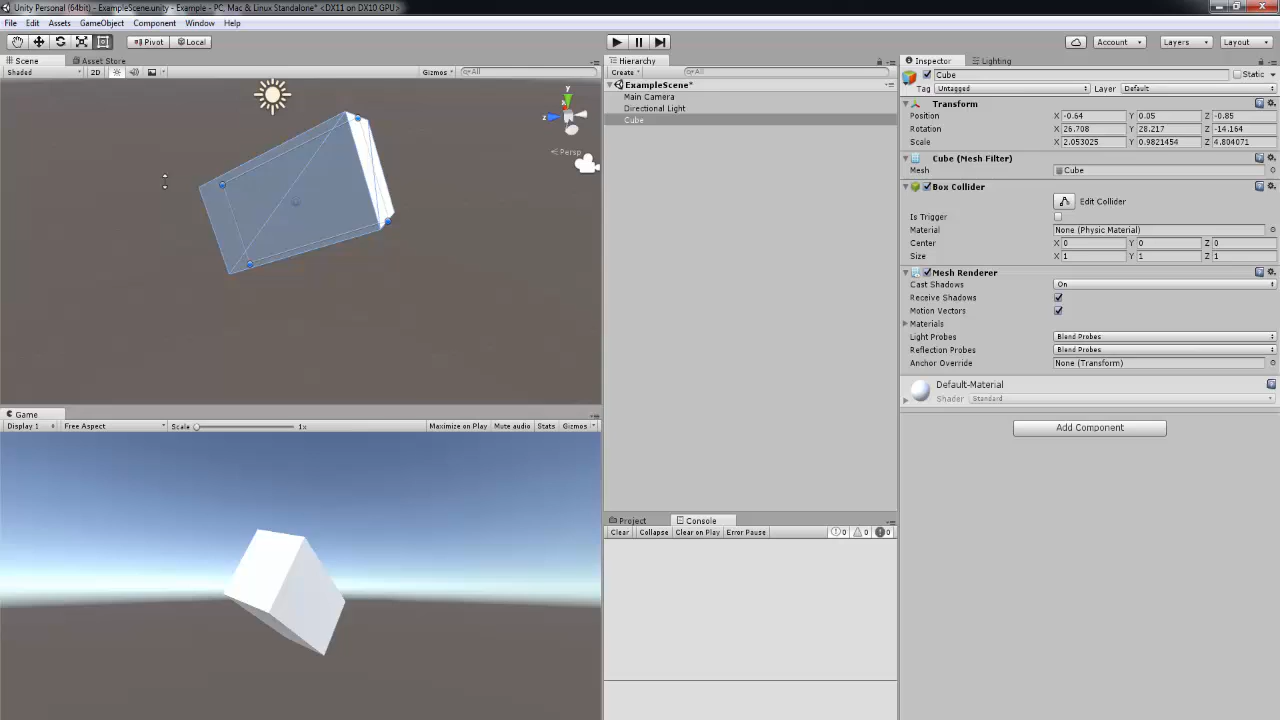 Unity Personal (64bit) - ExampleScene.unity - Example - PC, Mac & Linux Standalone* <DX11 on DX10 GPU>
File Edit Assets GameObject Component Window Help
Pivot Local Account Layers Layout
Scene Asset Store
Shaded 2D Gizmos All
y
x
z
Persp
Game
Display 1 Free Aspect Scale 1x Maximize on Play Mute audio Stats Gizmos
Hierarchy
Create All
ExampleScene*
Main Camera
Directional Light
Cube
Project Console
Clear Collapse Clear on Play Error Pause 0 0 0
Inspector Lighting
Cube Static
Tag Untagged Layer Default
Transform
Position X -0.64 Y 0.05 Z -0.85
Rotation X 26.708 Y 28.217 Z -14.164
Scale X 2.053025 Y 0.9821454 Z 4.804071
Cube (Mesh Filter)
Mesh Cube
Box Collider
Edit Collider
Is Trigger
Material None (Physic Material)
Center X 0 Y 0 Z 0
Size X 1 Y 1 Z 1
Mesh Renderer
Cast Shadows On
Receive Shadows
Motion Vectors
Materials
Light Probes Blend Probes
Reflection Probes Blend Probes
Anchor Override None (Transform)
Default-Material
Shader Standard
Add Component